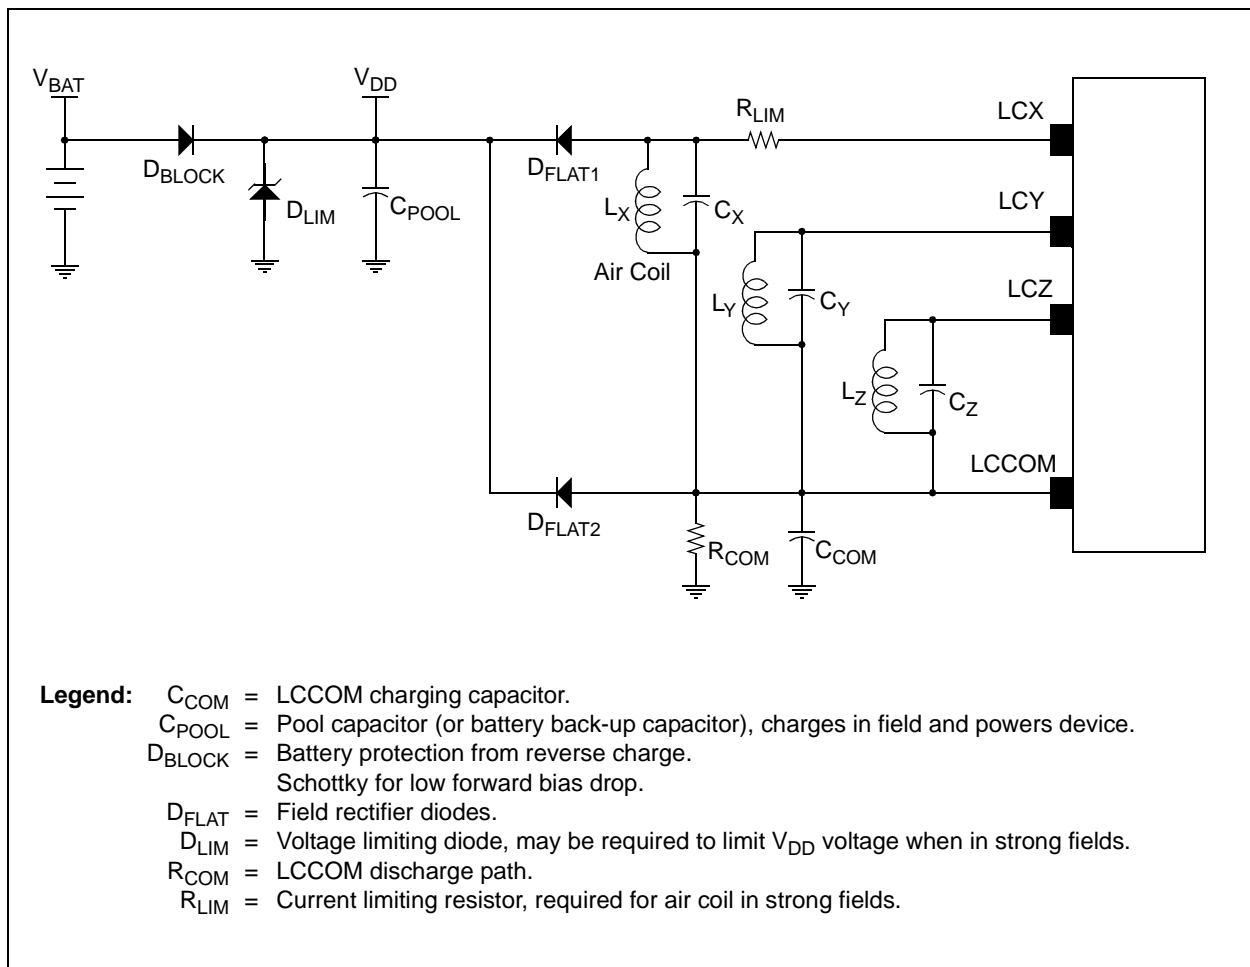 VBAT
VDD
DBLOCK
DLIM
CPOOL
DFLAT1
RLIM
LX
CX
Air Coil
LCX
LCY
LY
CY
LCZ
LZ
CZ
LCCOM
DFLAT2
RCOM
CCOM
Legend: CCOM = LCCOM charging capacitor.
CPOOL = Pool capacitor (or battery back-up capacitor), charges in field and powers device.
DBLOCK = Battery protection from reverse charge.
Schottky for low forward bias drop.
DFLAT = Field rectifier diodes.
DLIM = Voltage limiting diode, may be required to limit VDD voltage when in strong fields.
RCOM = LCCOM discharge path.
RLIM = Current limiting resistor, required for air coil in strong fields.